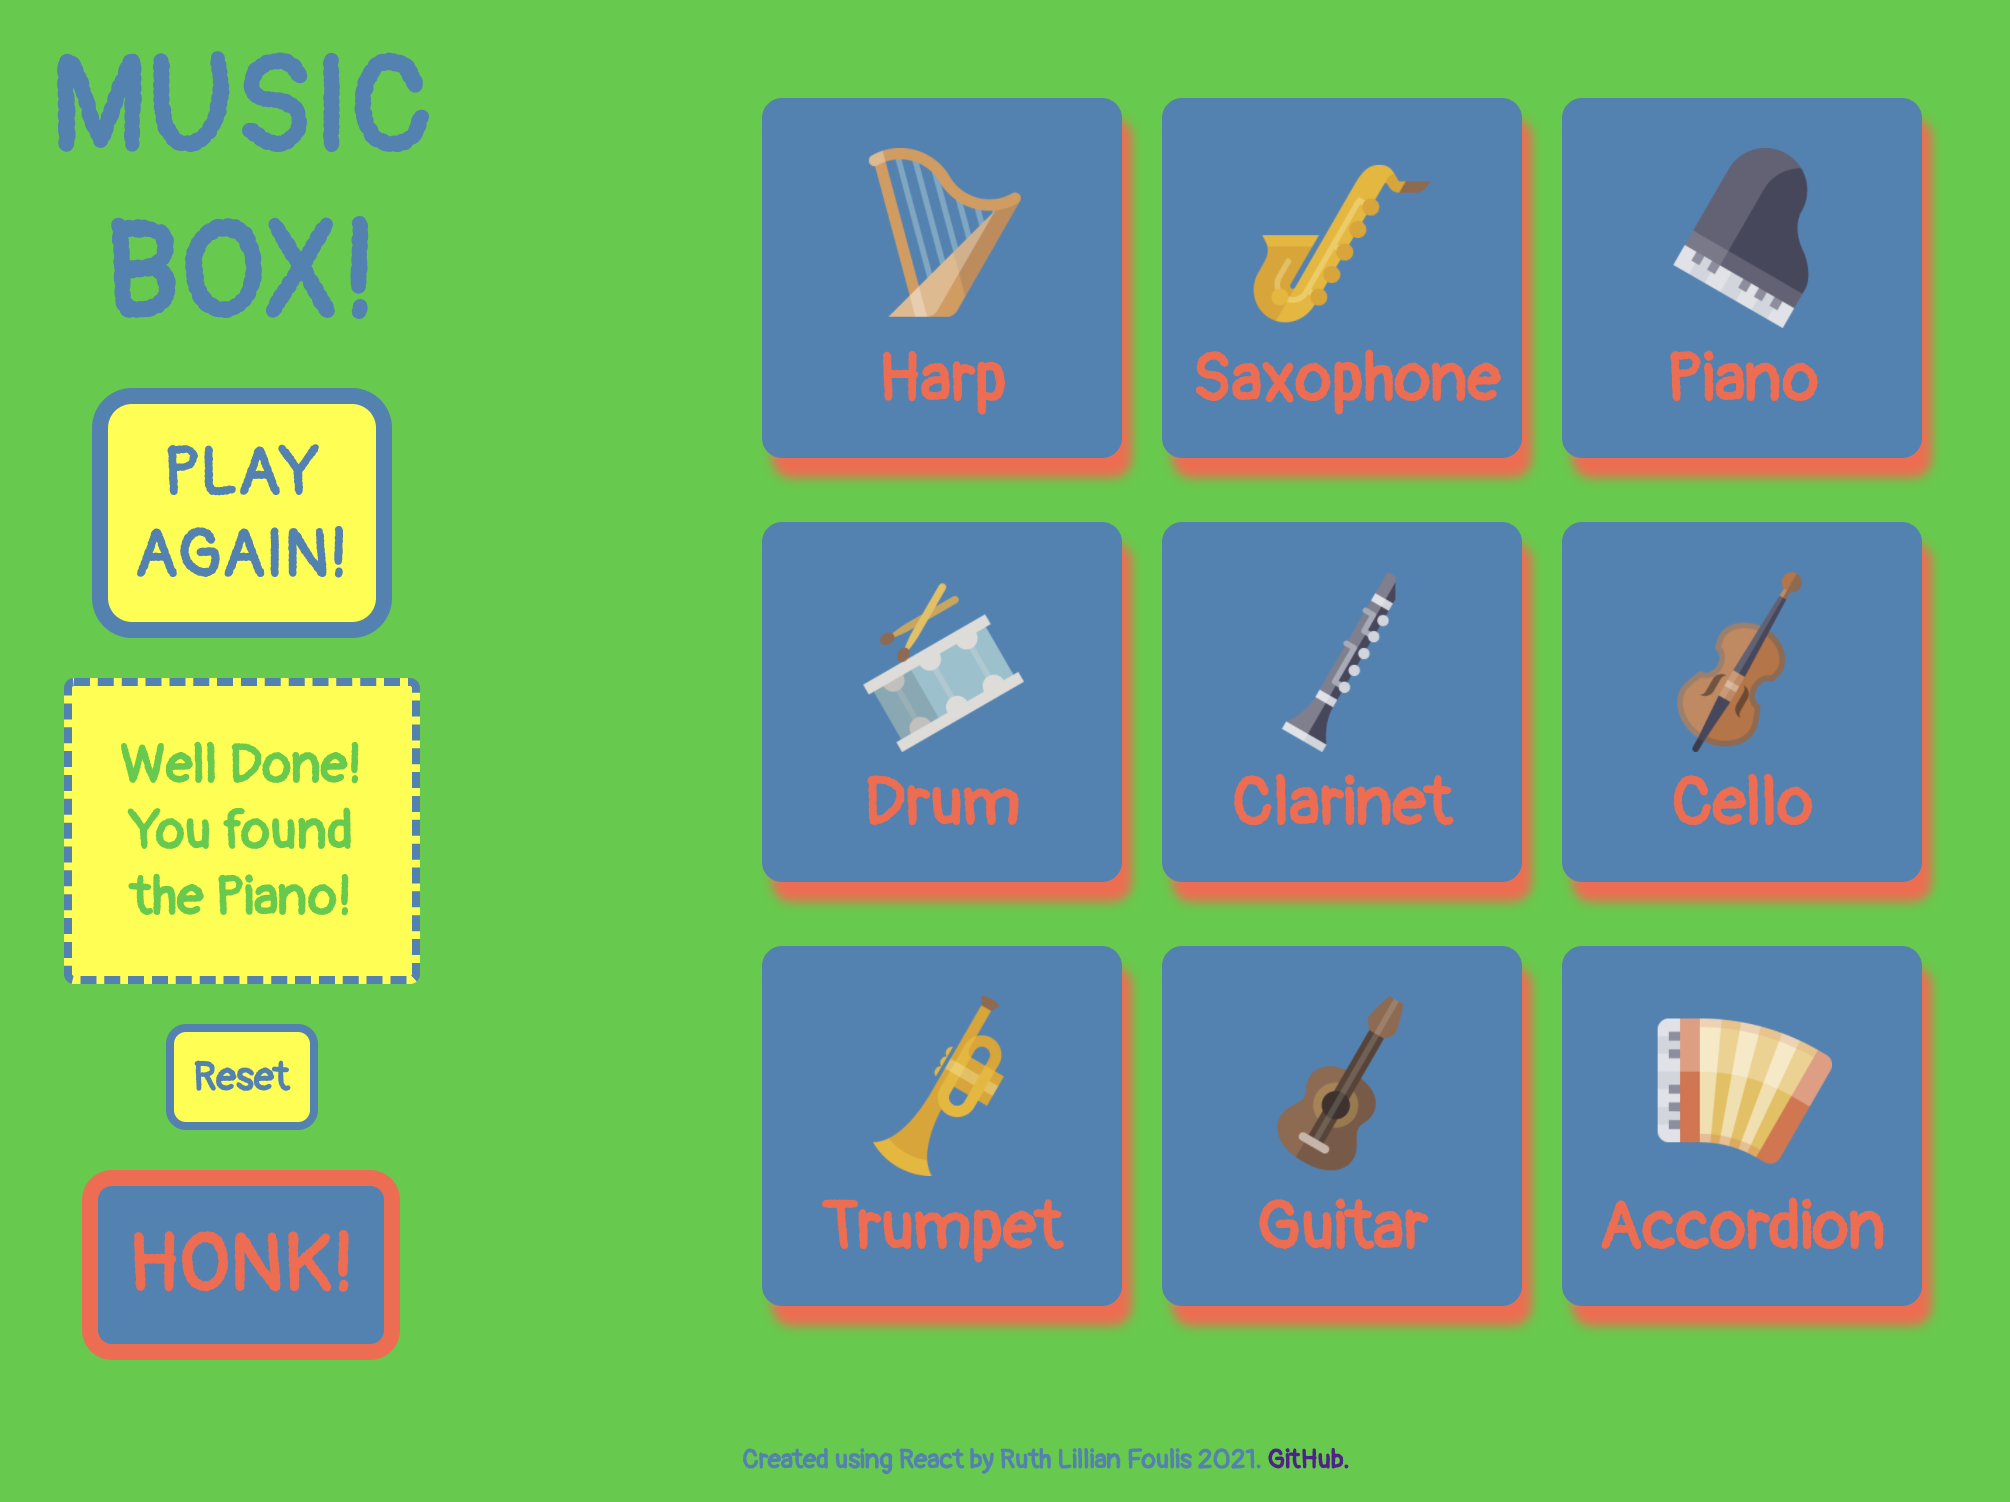 MUSIC
BOX!
PLAY
AGAIN!
Well Done!
You found
the Piano!
Reset
HONK!
Harp
Saxophone
Piano
Drum
Clarinet
Cello
Trumpet
Guitar
Accordion
Created using React by Ruth Lillian Foulis 2021. GitHub.